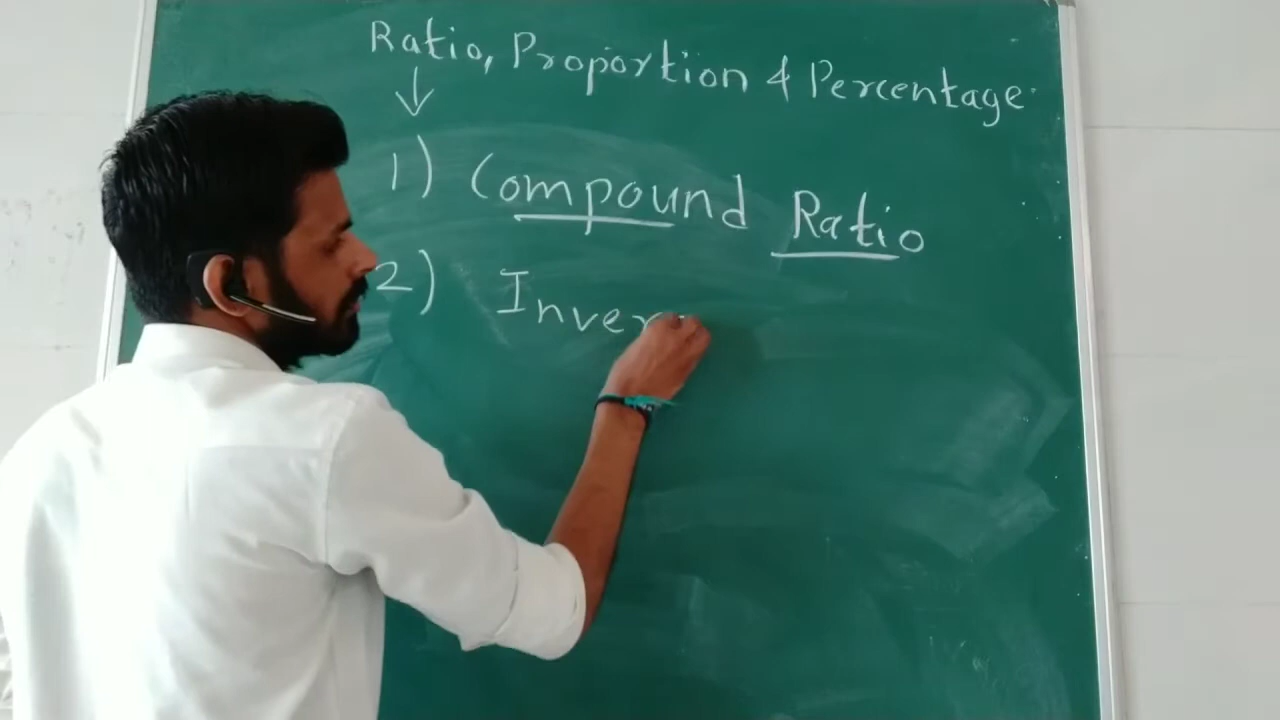 Ratio, Proportion & Percentage
1) Compound Ratio
2) Inver